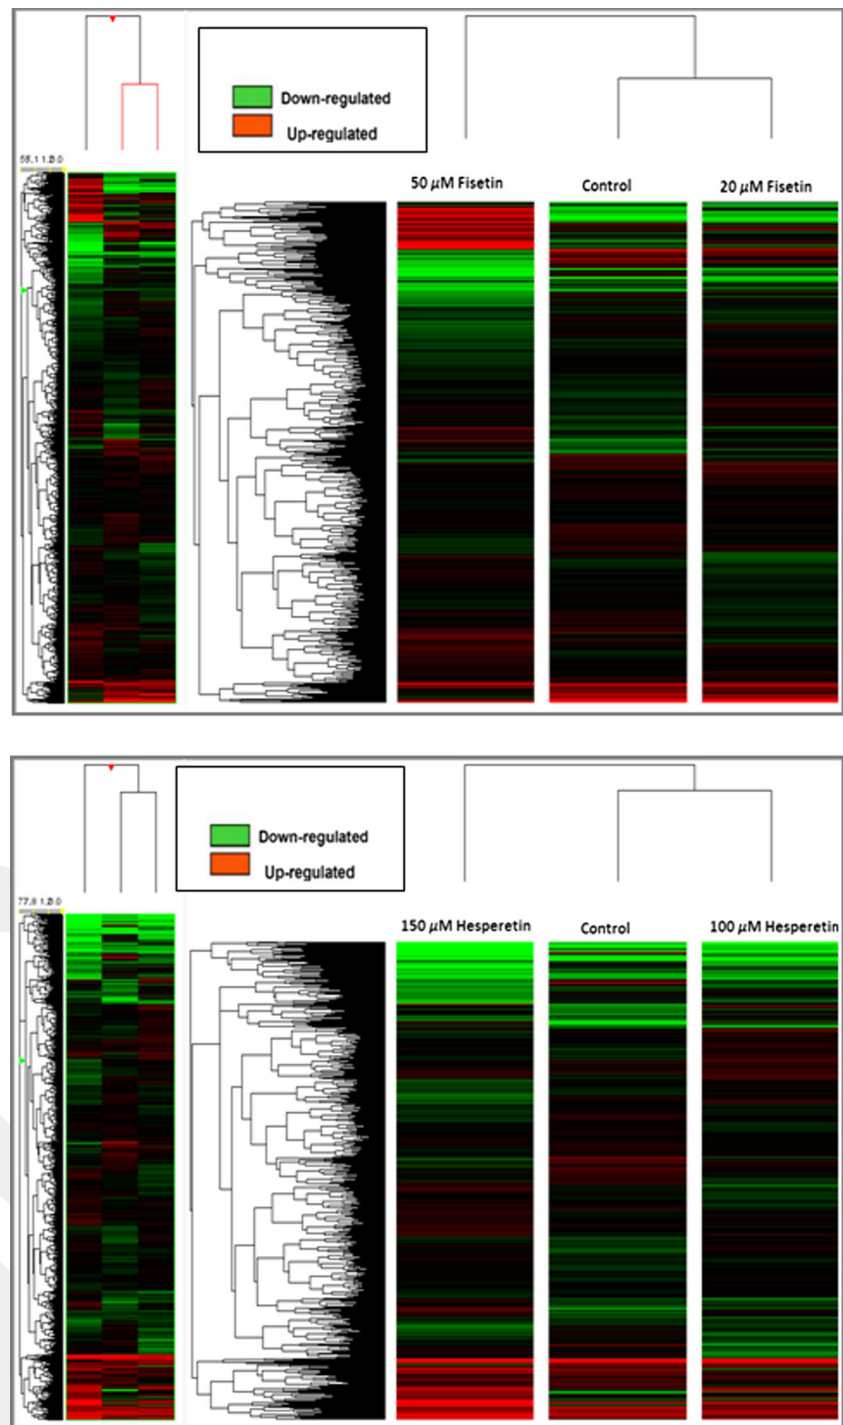 Down-regulated
Up-regulated
50 μM Fisetin
Control
20 μM Fisetin
Down-regulated
Up-regulated
150 μM Hesperetin
Control
100 μM Hesperetin